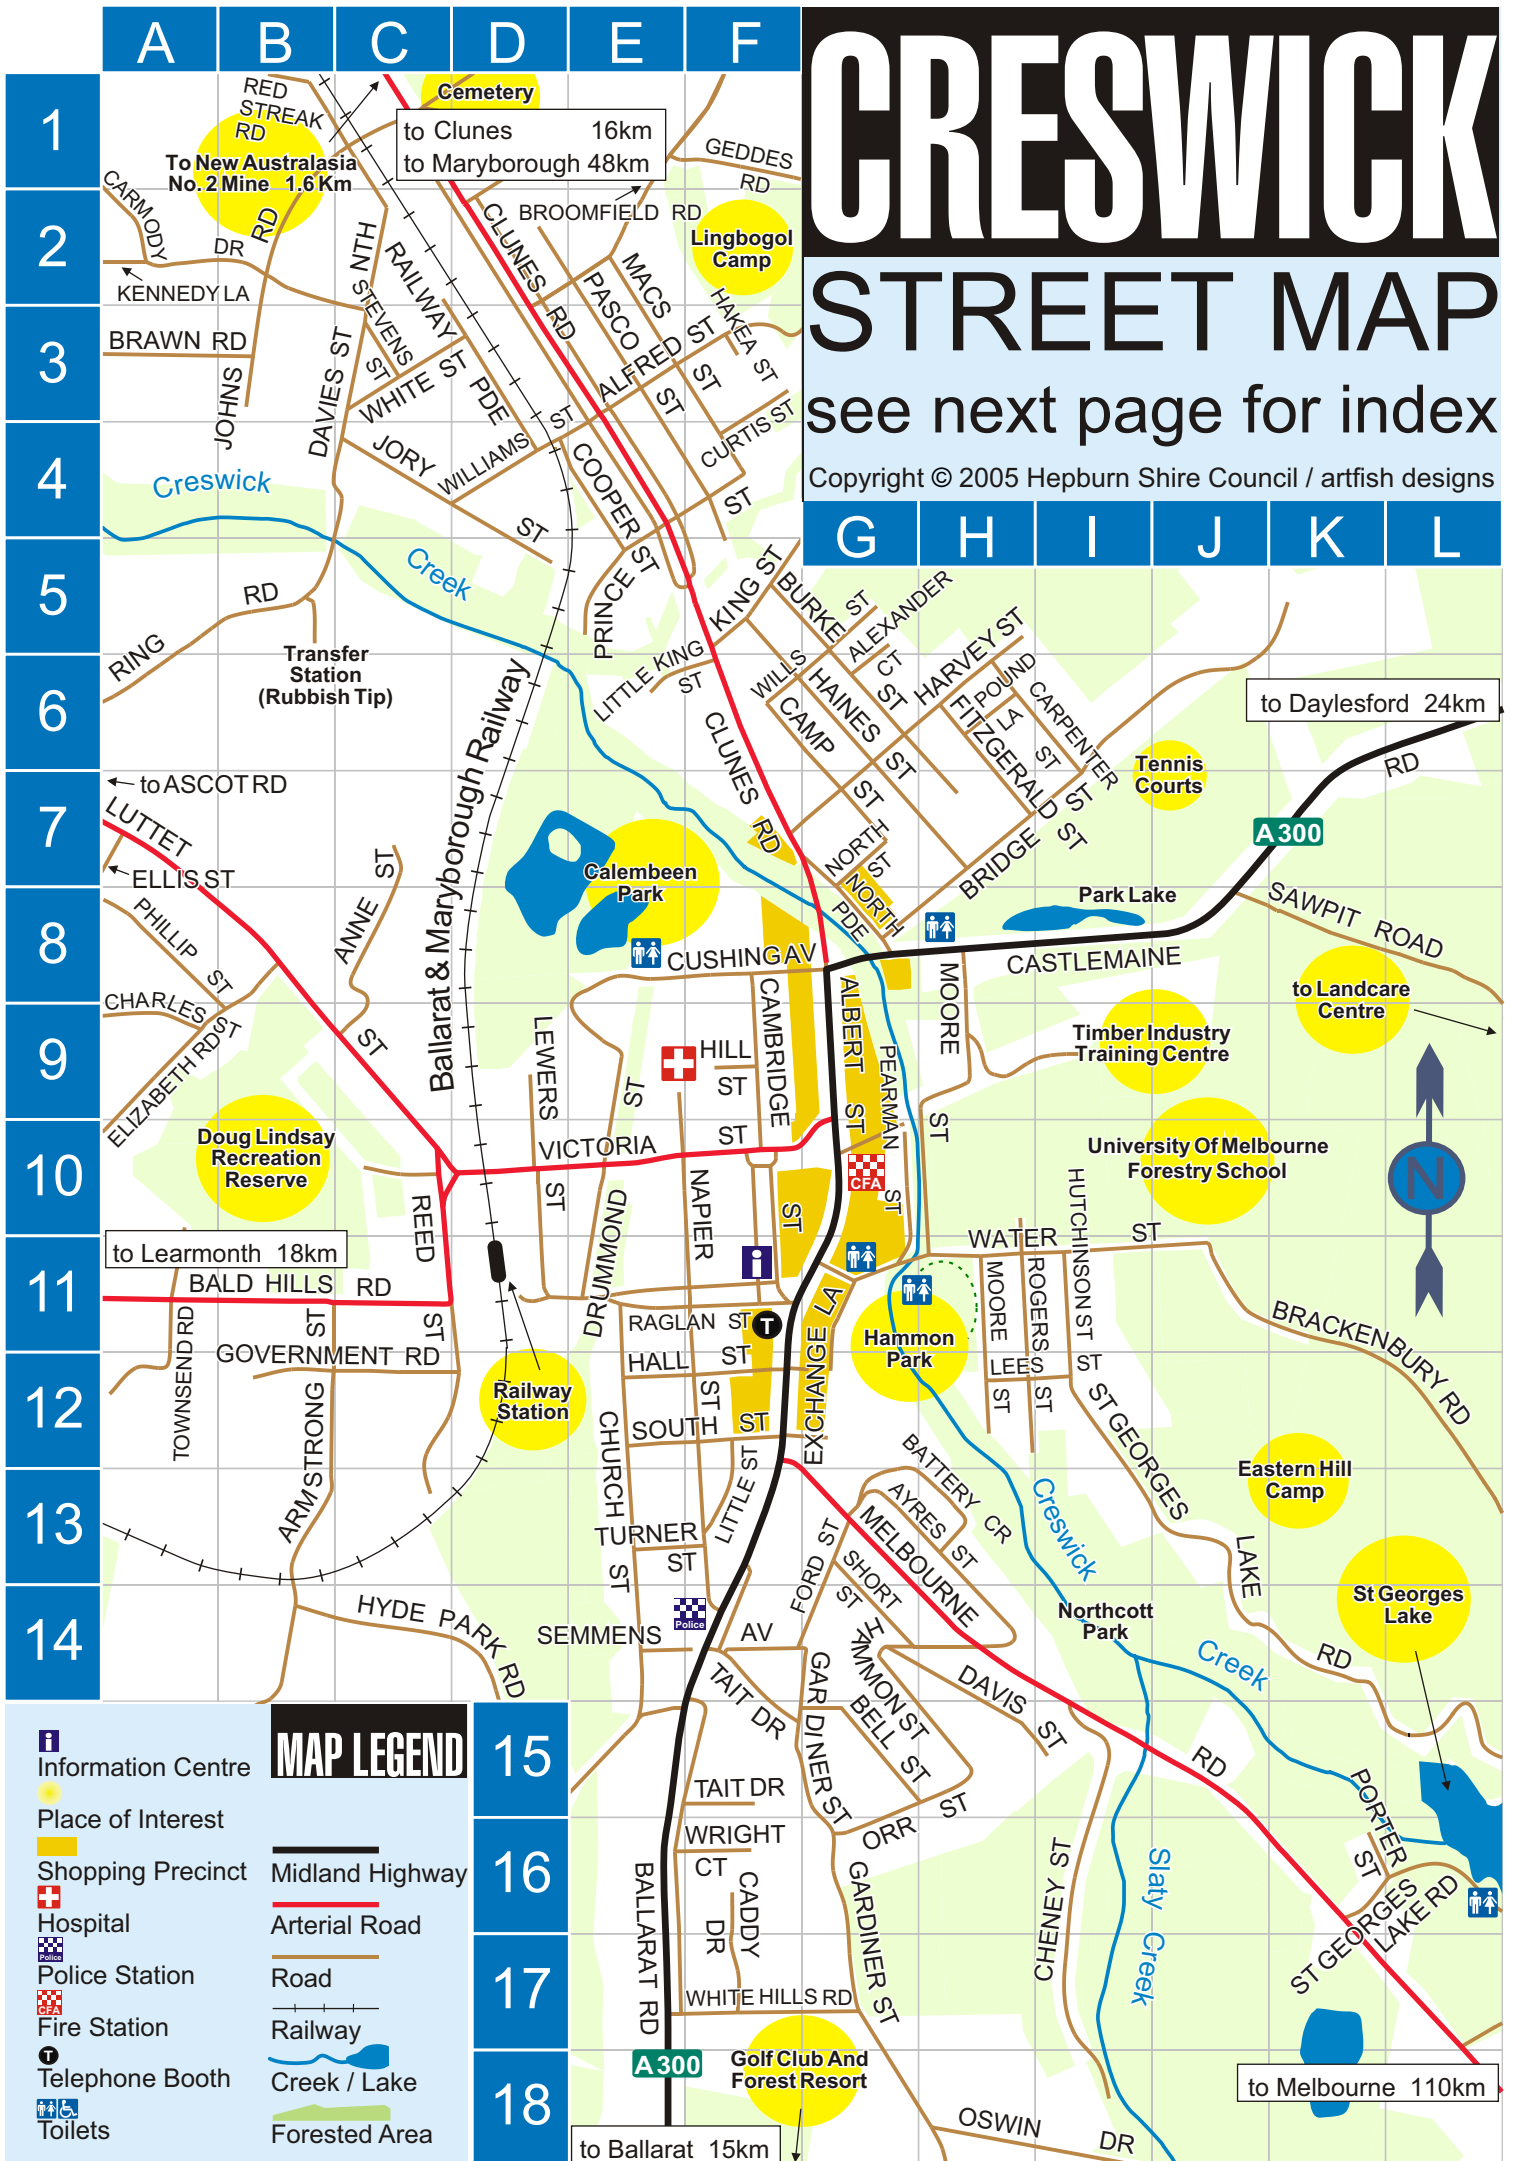 A B C D E F
CRESWICK
STREET MAP
see next page for index
Copyright © 2005 Hepburn Shire Council / artfish designs
G H I J K L
1
2
3
4
5
6
7
8
9
10
11
12
13
14
15
16
17
18
RED
STREAK
RD
Cemetery
to Clunes 16km
to Maryborough 48km
To New Australasia
No. 2 Mine 1.6 Km
GEDDES
RD
CARMODY
DR
RD
BROOMFIELD RD
Lingbogol
Camp
KENNEDY LA
NTH
RAILWAY
CLUNES
RD
PASCO
MACS
HAKEA
ST
BRAWN RD
STEVENS
ST
DAVIES ST
JOHNS
WHITE ST
PDE
ALFRED ST
ST
ST
CURTIS ST
JORY
WILLIAMS
ST
COOPER ST
ST
ST
Creswick
Creek
RD
RING
PRINCE ST
KING ST
BURKE
ST
ALEXANDER
CT
ST
HARVEY ST
Transfer
Station
(Rubbish Tip)
LITTLE KING
ST
WILLS
HAINES
ST
CAMP
ST
POUND
LA
FITZGERALD
ST
CARPENTER
ST
to Daylesford 24km
RD
Tennis
Courts
to ASCOT RD
Ballarat & Maryborough Railway
CLUNES
RD
LUTTET
ST
ELLIS ST
Calembeen
Park
NORTH
ST
NORTH
PDE
BRIDGE ST
A300
Park Lake
SAWPIT ROAD
PHILLIP
ST
ANNE
ST
CUSHING AV
CASTLEMAINE
to Landcare
Centre
CHARLES
ST
ELIZABETH RD
LEWERS
ST
HILL
ST
CAMBRIDGE
ST
ALBERT
ST
PEARMAN
ST
MOORE
ST
Timber Industry
Training Centre
Doug Lindsay
Recreation
Reserve
VICTORIA ST
CFA
University Of Melbourne
Forestry School
N
REED
ST
DRUMMOND
ST
NAPIER
ST
HUTCHINSON ST
to Learmonth 18km
WATER ST
BALD HILLS RD
MOORE
ST
ROGERS
ST
T
RAGLAN ST
EXCHANGE LA
Hammon
Park
BRACKENBURY RD
TOWNSEND RD
GOVERNMENT RD
ARMSTRONG
ST
Railway
Station
HALL ST
LEES ST
SOUTH ST
CHURCH
ST
LITTLE ST
ST GEORGES
LAKE
RD
Eastern Hill
Camp
BATTERY
CR
AYRES
ST
Creswick
TURNER
ST
FORD ST
SHORT
ST
MELBOURNE
RD
St Georges
Lake
HYDE PARK RD
Police
SEMMENS AV
Northcott
Park
Creek
TAIT DR
GARDINER ST
TIMMON ST
BELL ST
DAVIS ST
TAIT DR
ORR ST
PORTER
ST
WRIGHT
CT
CADDY
DR
GARDINER ST
BALLARAT RD
CHENEY ST
Slaty Creek
ST GEORGES
LAKE RD
WHITE HILLS RD
A300
Golf Club And
Forest Resort
to Melbourne 110km
OSWIN DR
to Ballarat 15km
MAP LEGEND
Information Centre
Place of Interest
Shopping Precinct
Hospital
Police
Police Station
CFA
Fire Station
T
Telephone Booth
Toilets
Midland Highway
Arterial Road
Road
Railway
Creek / Lake
Forested Area